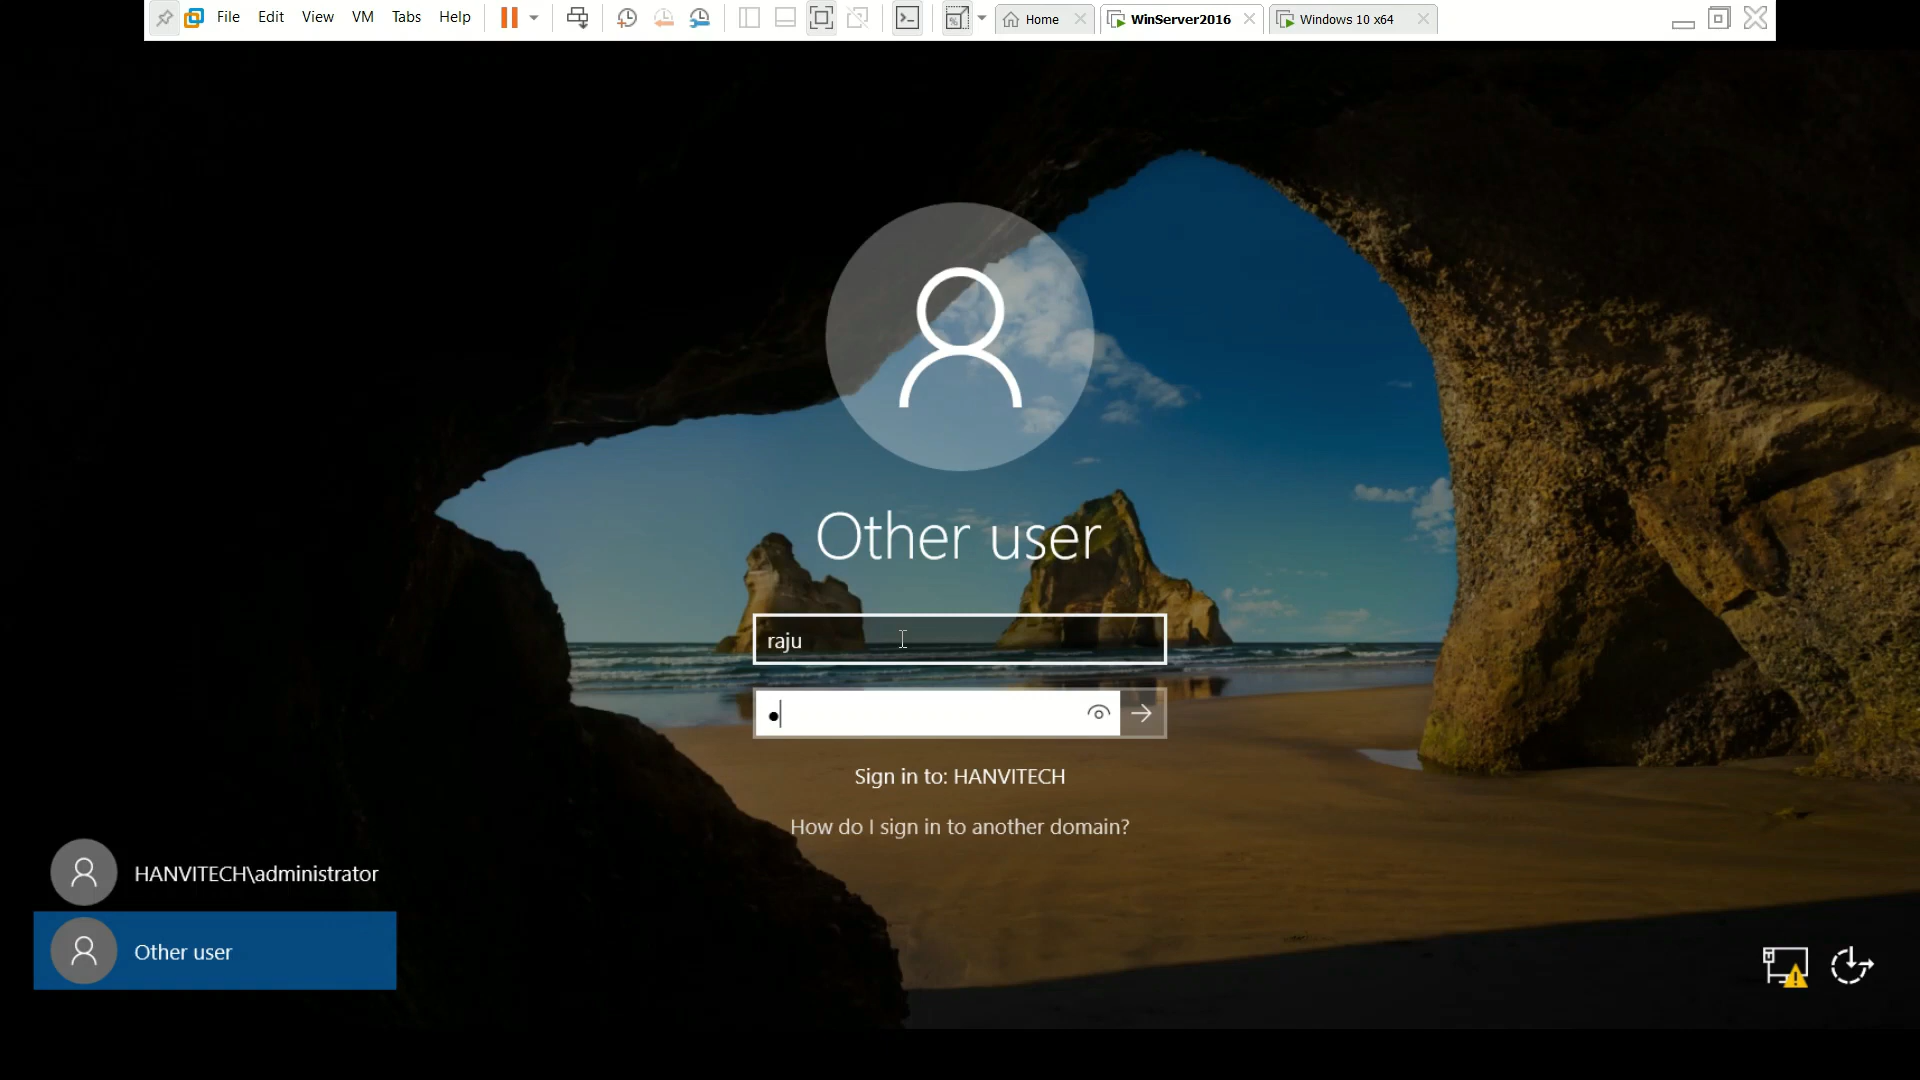 File Edit View VM Tabs Help Home WinServer2016 Windows 10 x64
Other user
raju
Sign in to: HANVITECH
How do I sign in to another domain?
HANVITECH\administrator
Other user